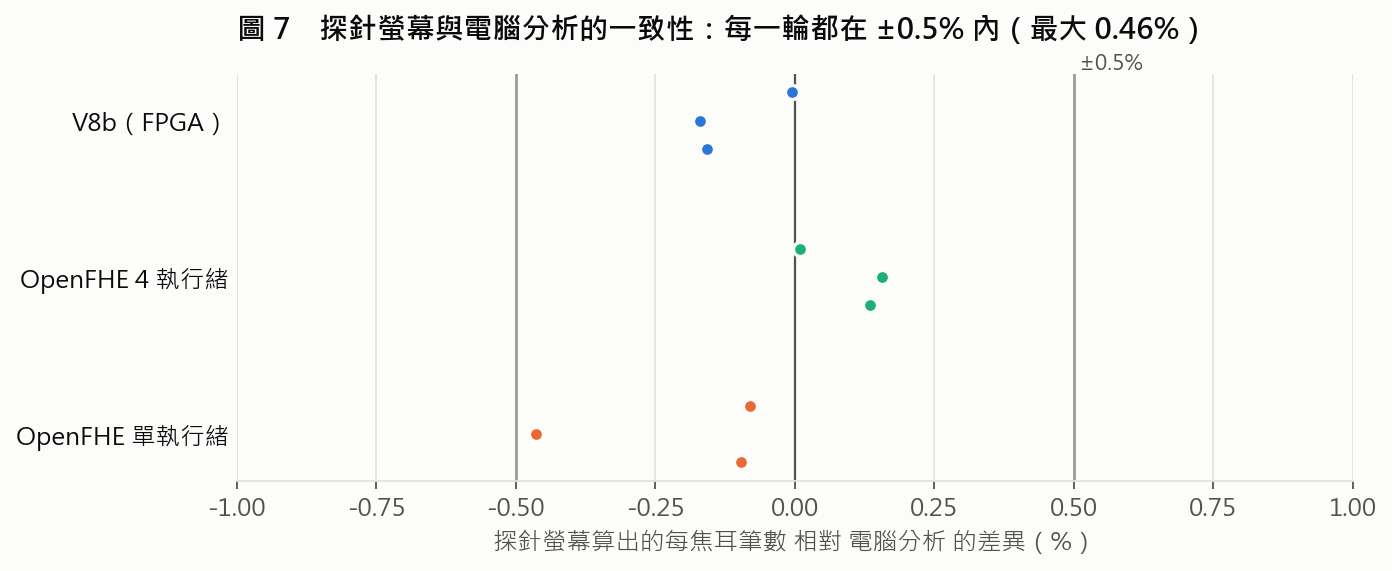 圖 7　探針螢幕與電腦分析的一致性：每一輪都在 ±0.5% 內（最大 0.46%）
±0.5%
V8b（FPGA）
OpenFHE 4 執行緒
OpenFHE 單執行緒
-1.00 -0.75 -0.50 -0.25 0.00 0.25 0.50 0.75 1.00
探針螢幕算出的每焦耳筆數 相對 電腦分析 的差異（%）